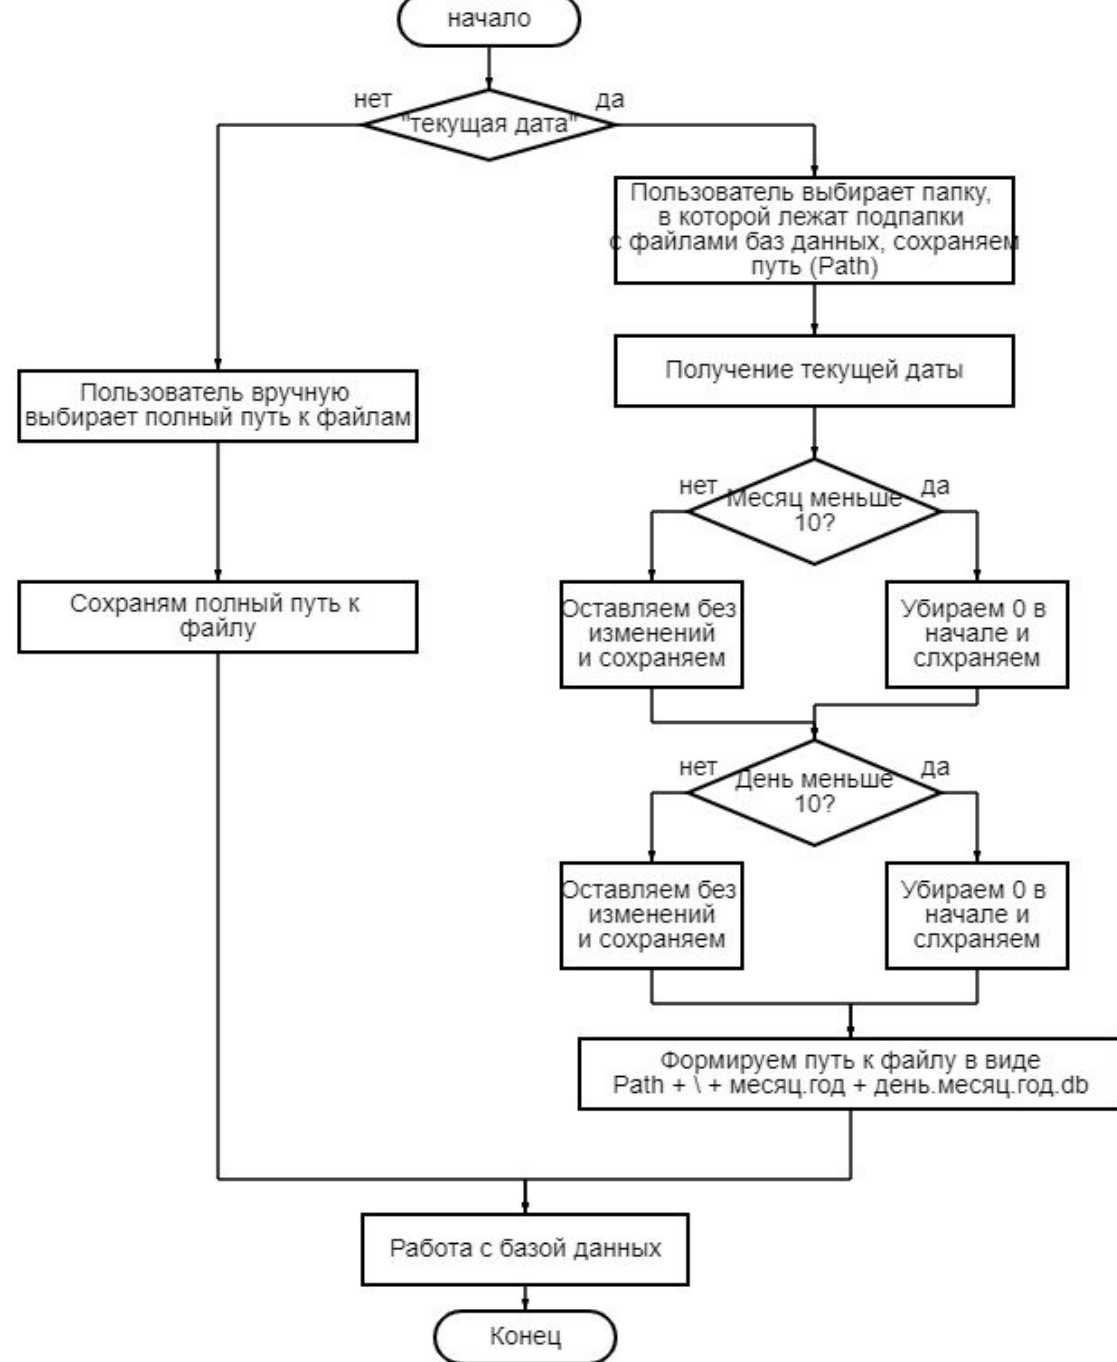 начало
нет
да
"текущая дата"
Пользователь выбирает папку,
в которой лежат подпапки
с файлами баз данных, сохраняем
путь (Path)
Получение текущей даты
Пользователь вручную
выбирает полный путь к файлам
нет
да
Месяц меньше
10?
Сохраням полный путь к
файлу
Оставляем без
изменений
и сохраняем
Убираем 0 в
начале и
слхраняем
нет
да
День меньше
10?
Оставляем без
изменений
и сохраняем
Убираем 0 в
начале и
слхраняем
Формируем путь к файлу в виде
Path + \ + месяц.год + день.месяц.год.db
Работа с базой данных
Конец